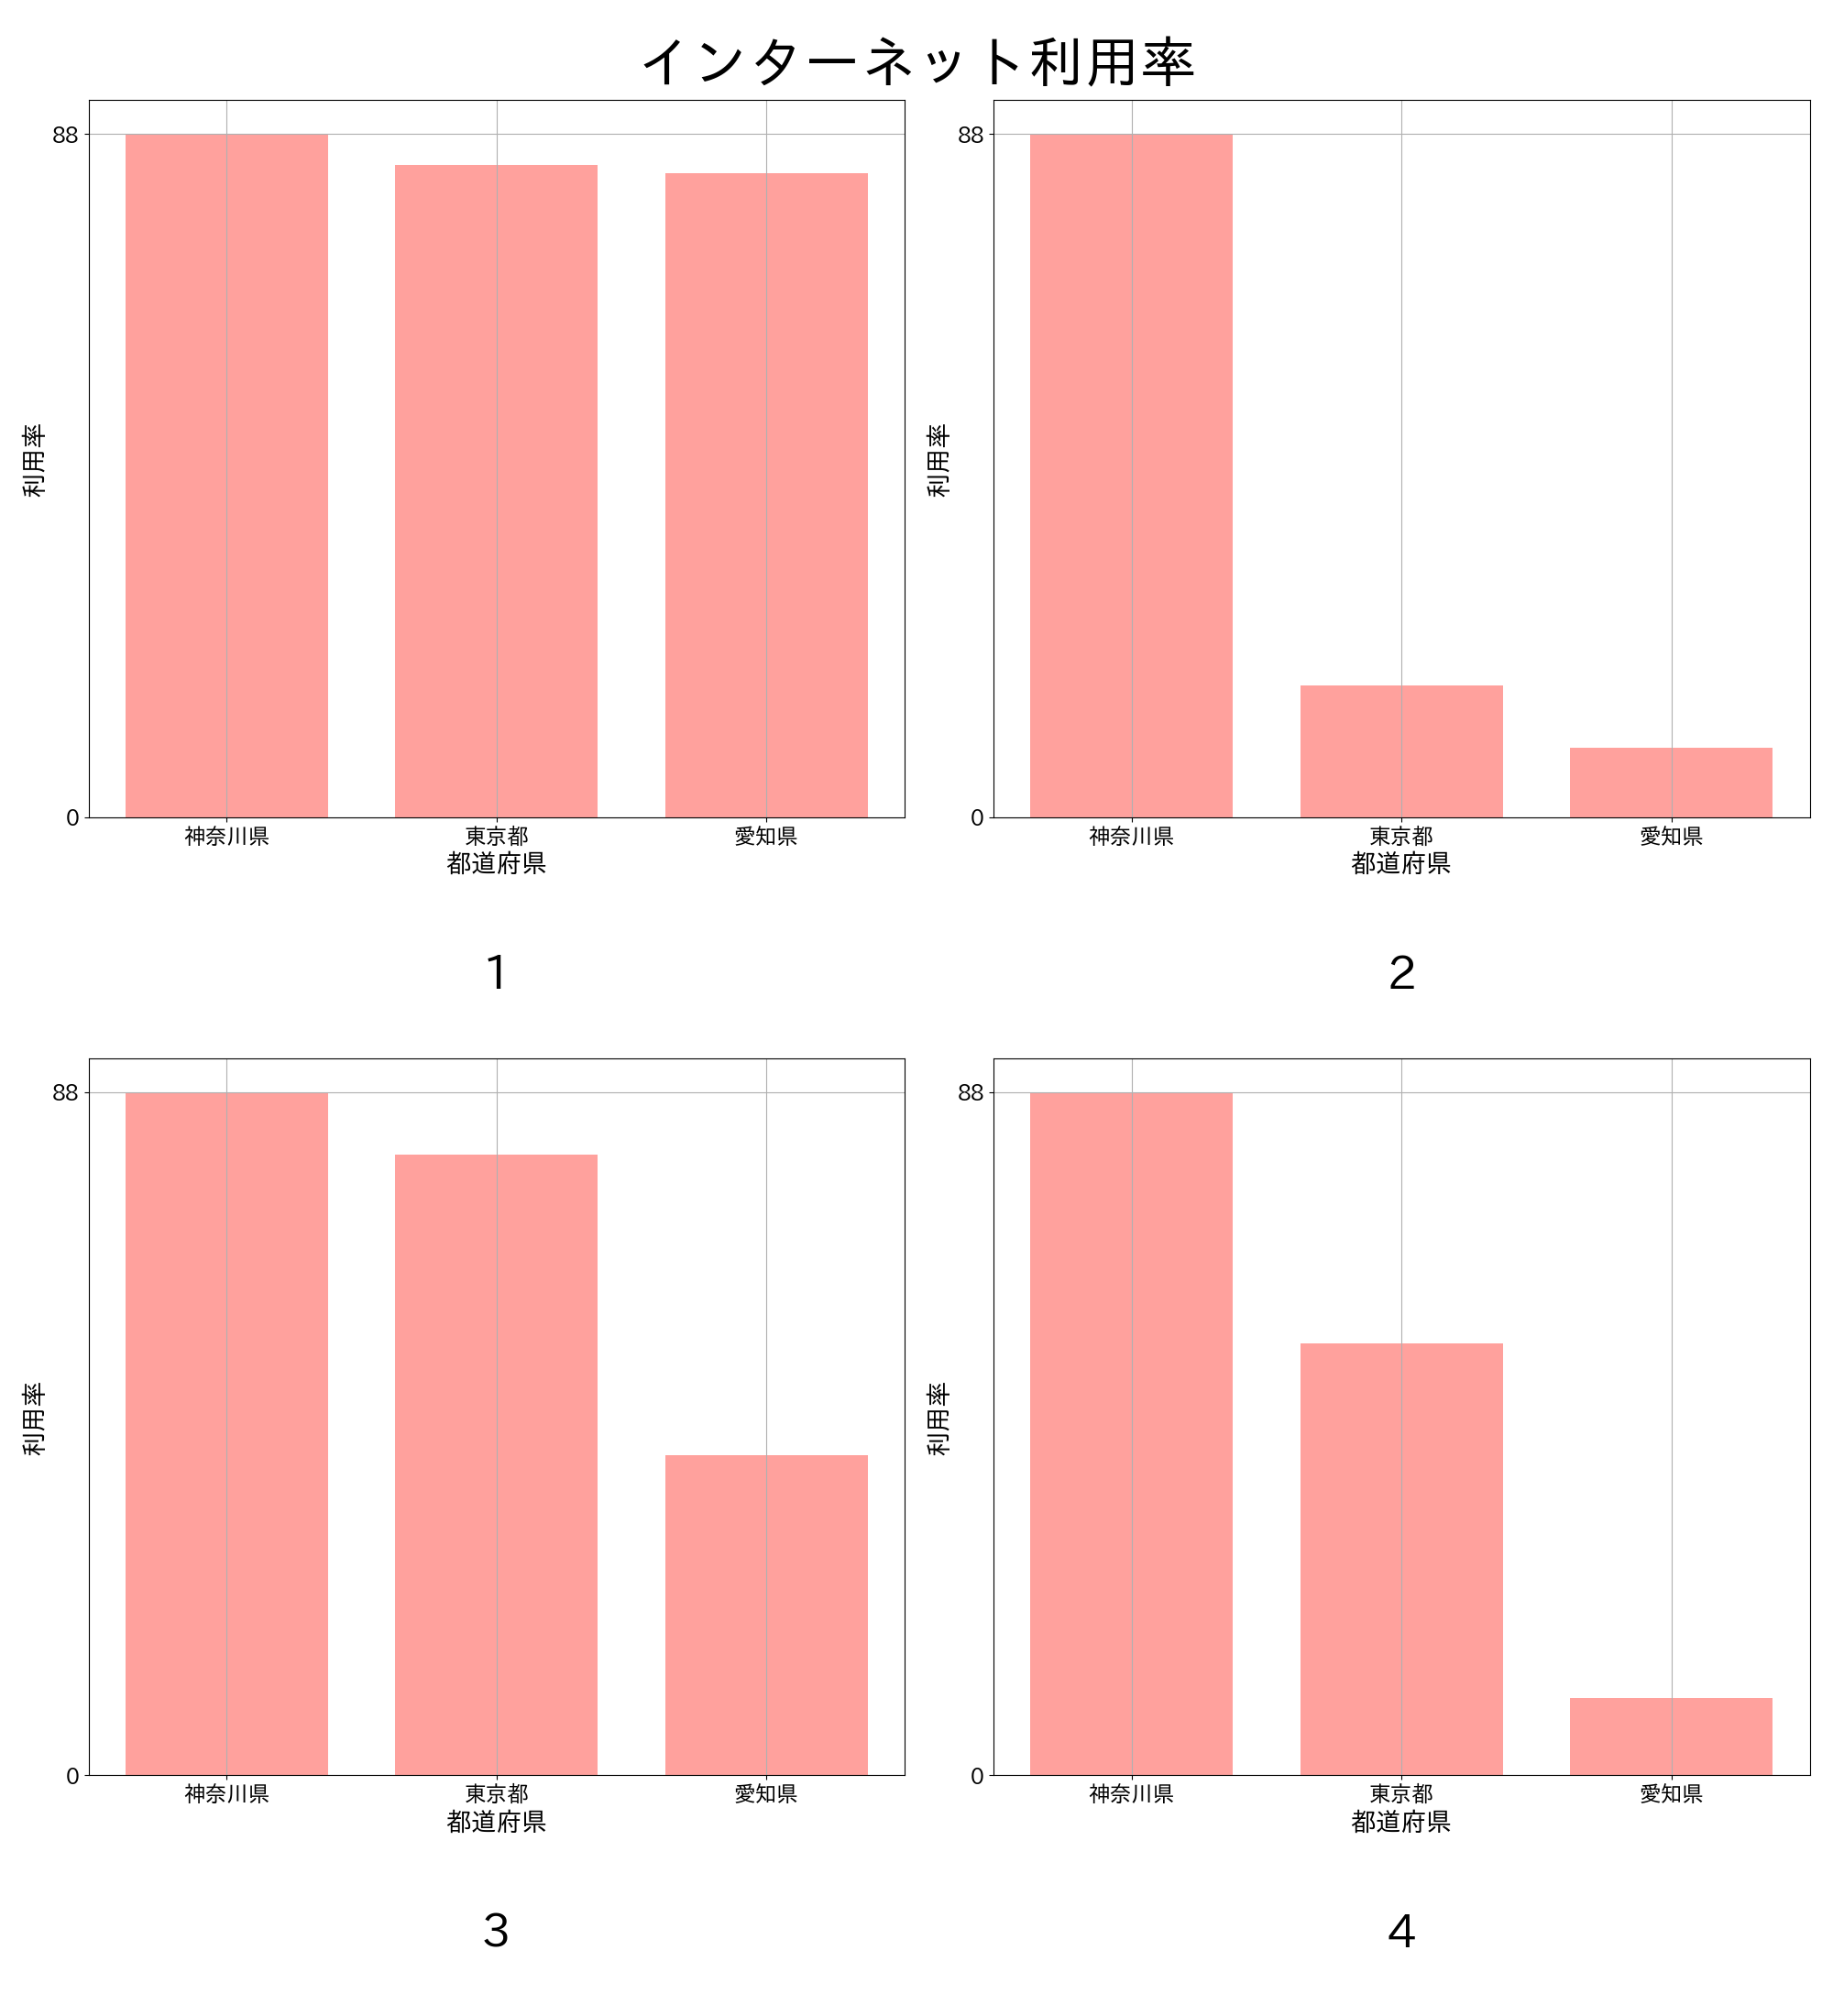 インターネット利用率
88
0
利用率
神奈川県 東京都 愛知県
都道府県
1
88
0
利用率
神奈川県 東京都 愛知県
都道府県
2
88
0
利用率
神奈川県 東京都 愛知県
都道府県
3
88
0
利用率
神奈川県 東京都 愛知県
都道府県
4